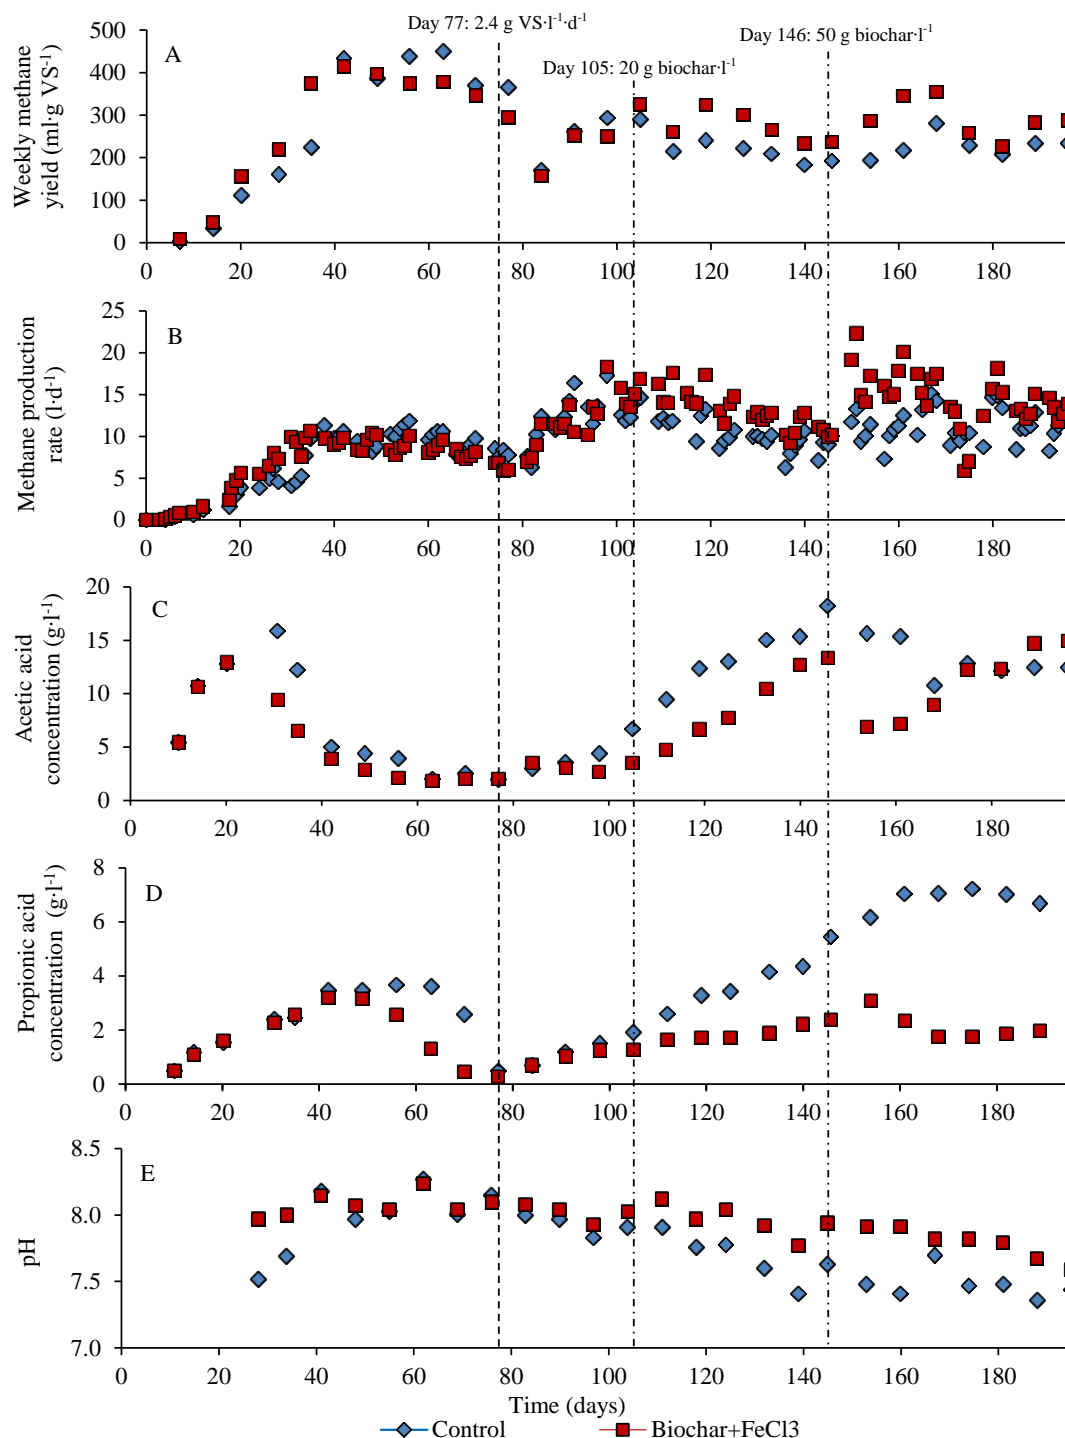 Day 77: 2.4 g VS·l-1·d-1
Day 146: 50 g biochar·l-1
Day 105: 20 g biochar·l-1
A
Weekly methane
yield (ml·g VS-1)
500
400
300
200
100
0
0 20 40 60 80 100 120 140 160 180
B
Methane production
rate (l·d-1)
25
20
15
10
5
0
0 20 40 60 80 100 120 140 160 180
C
Acetic acid
concentration (g·l-1)
20
15
10
5
0
0 20 40 60 80 100 120 140 160 180
D
Propionic acid
concentration (g·l-1)
8
6
4
2
0
0 20 40 60 80 100 120 140 160 180
E
pH
8.5
8.0
7.5
7.0
0 20 40 60 80 100 120 140 160 180
Time (days)
Control Biochar+FeCl3